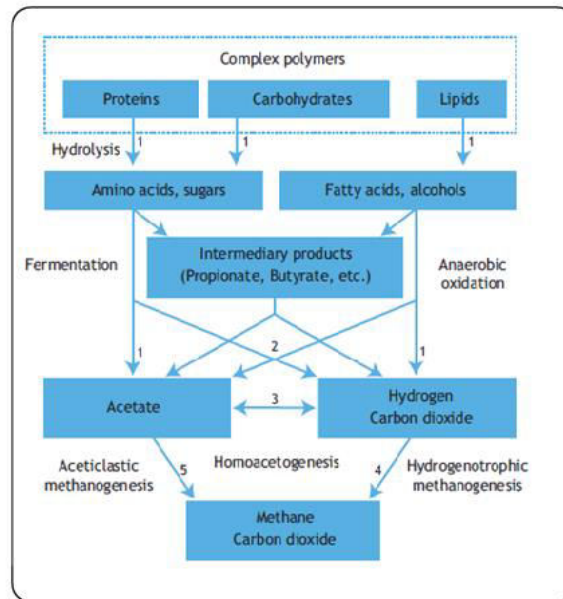 Complex polymers
Proteins
Carbohydrates
Lipids
1
1
1
Hydrolysis
Amino acids, sugars
Fatty acids, alcohols
Intermediary products
(Propionate, Butyrate, etc.)
Fermentation
Anaerobic
oxidation
1
2
1
Acetate
3
Hydrogen
Carbon dioxide
Aceticlastic
methanogenesis
5
Homoacetogenesis
4
Hydrogenotrophic
methanogenesis
Methane
Carbon dioxide